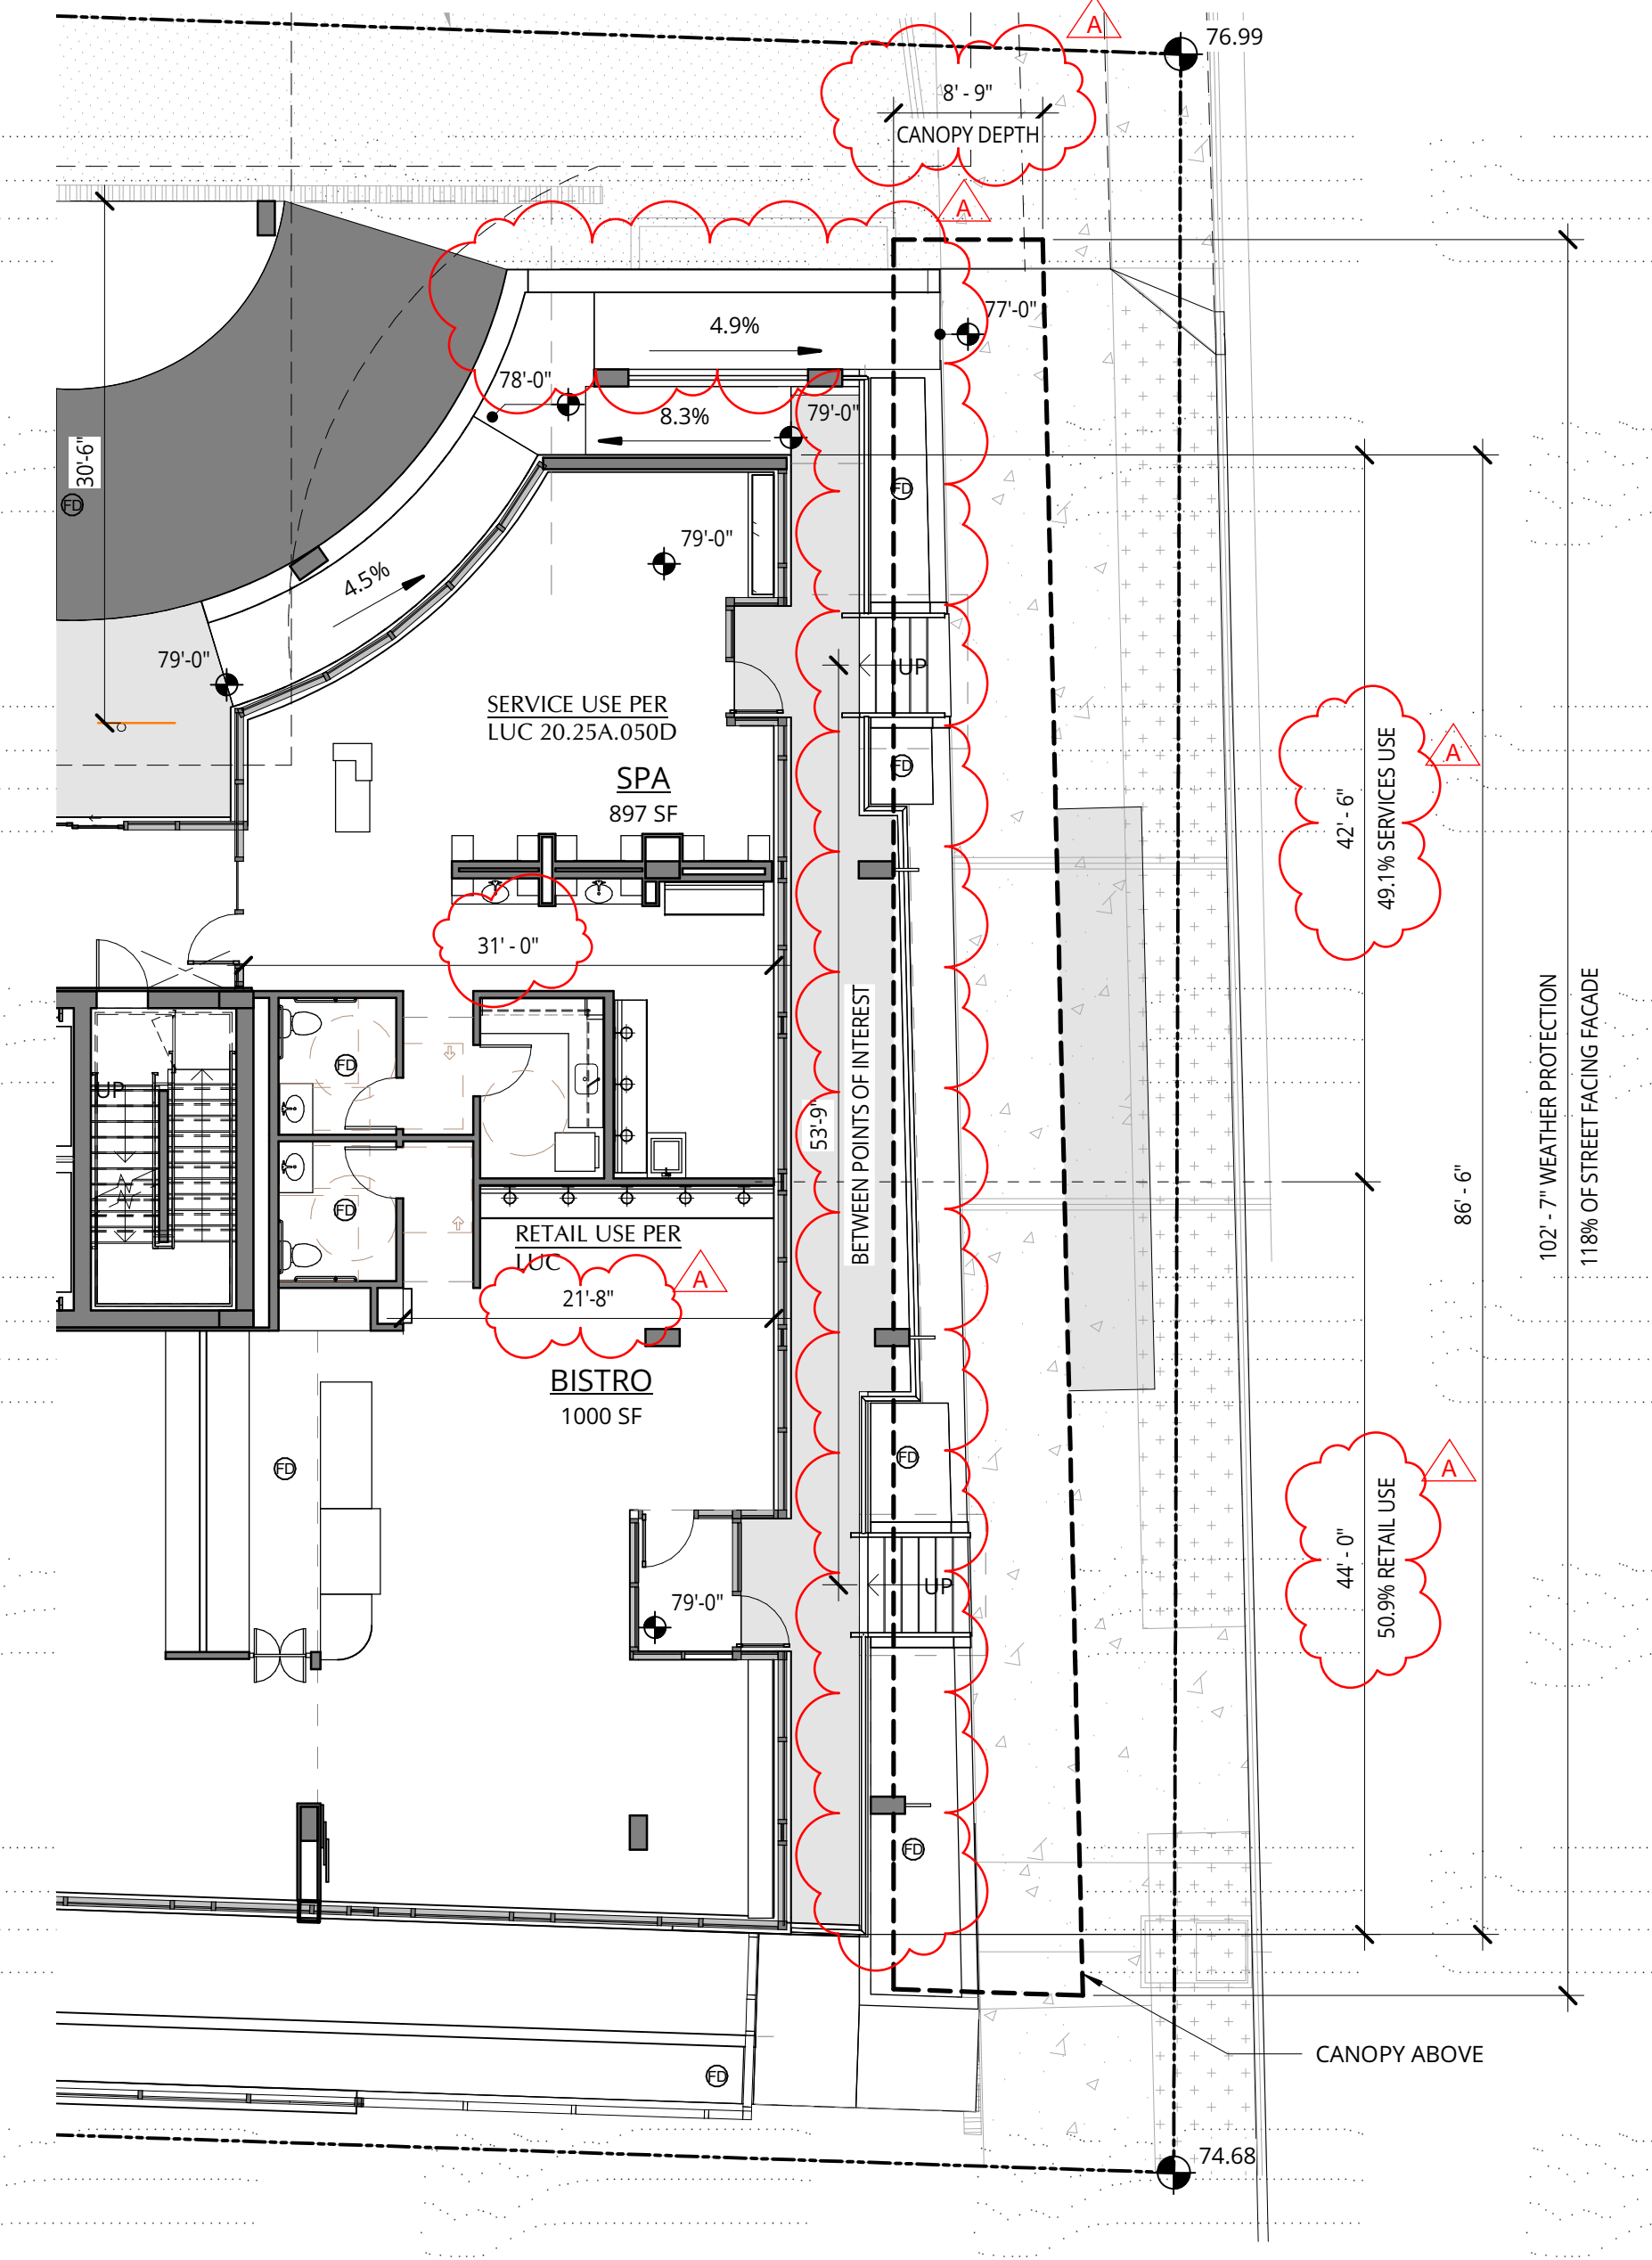 A
76.99
8' - 9"
CANOPY DEPTH
A
77'-0"
4.9%
78'-0"
8.3%
79'-0"
30'-6"
FD
FD
79'-0"
4.5%
79'-0"
UP
SERVICE USE PER
LUC 20.25A.050D
SPA
897 SF
FD
A
42' - 6"
49.1% SERVICES USE
31' - 0"
FD
UP
53'-9"
BETWEEN POINTS OF INTEREST
102' - 7" WEATHER PROTECTION
118% OF STREET FACING FACADE
86' - 6"
FD
RETAIL USE PER
LUC
A
21'-8"
BISTRO
1000 SF
FD
FD
A
44' - 0"
50.9% RETAIL USE
UP
79'-0"
FD
CANOPY ABOVE
FD
74.68